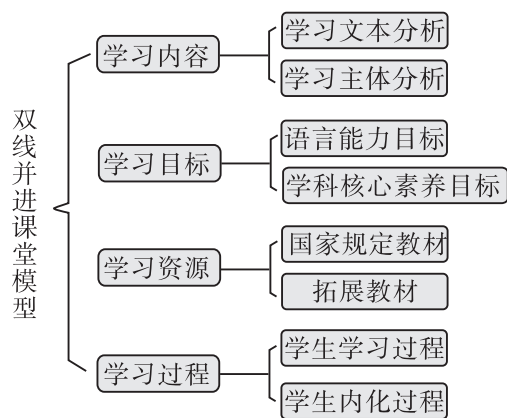 双线并进课堂模型
学习内容
学习文本分析
学习主体分析
学习目标
语言能力目标
学科核心素养目标
学习资源
国家规定教材
拓展教材
学习过程
学生学习过程
学生内化过程